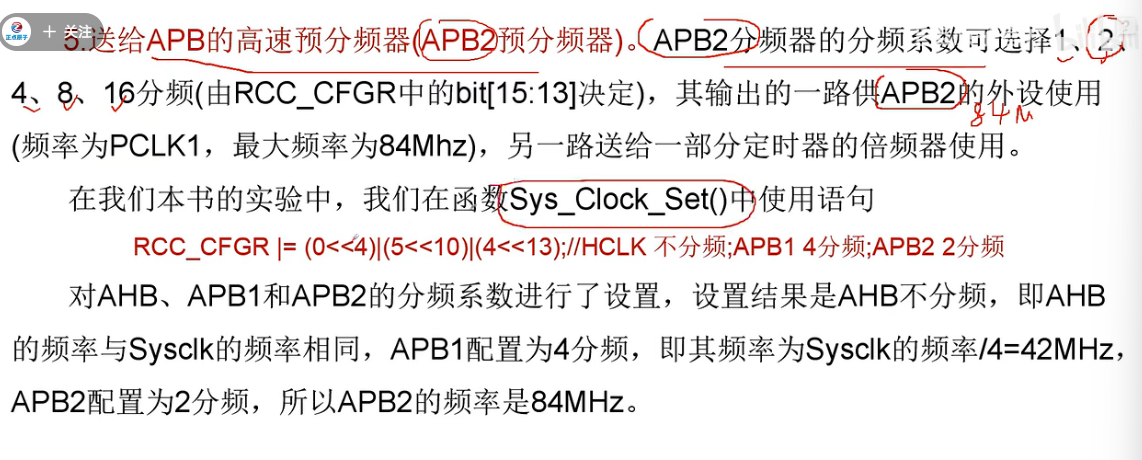 正点原子
+ 关注
5.送给APB的高速预分频器(APB2预分频器)。APB2分频器的分频系数可选择1、2、
4、8、16分频(由RCC_CFGR中的bit[15:13]决定)，其输出的一路供APB2的外设使用
84M
(频率为PCLK1，最大频率为84Mhz)，另一路送给一部分定时器的倍频器使用。
在我们本书的实验中，我们在函数Sys_Clock_Set()中使用语句
RCC_CFGR |= (0<<4)|(5<<10)|(4<<13);//HCLK 不分频;APB1 4分频;APB2 2分频
对AHB、APB1和APB2的分频系数进行了设置，设置结果是AHB不分频，即AHB
的频率与Sysclk的频率相同，APB1配置为4分频，即其频率为Sysclk的频率/4=42MHz，
APB2配置为2分频，所以APB2的频率是84MHz。